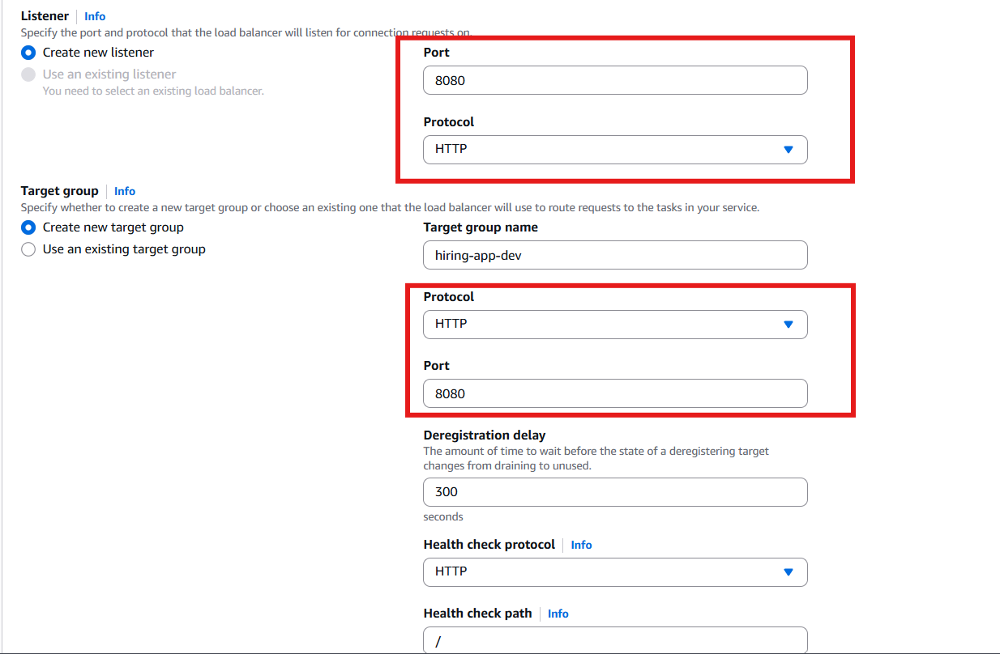 Listener Info
Specify the port and protocol that the load balancer will listen for connection requests on.
Create new listener
Use an existing listener
You need to select an existing load balancer.
Port
8080
Protocol
HTTP
Target group Info
Specify whether to create a new target group or choose an existing one that the load balancer will use to route requests to the tasks in your service.
Create new target group
Use an existing target group
Target group name
hiring-app-dev
Protocol
HTTP
Port
8080
Deregistration delay
The amount of time to wait before the state of a deregistering target
changes from draining to unused.
300
seconds
Health check protocol Info
HTTP
Health check path Info
/